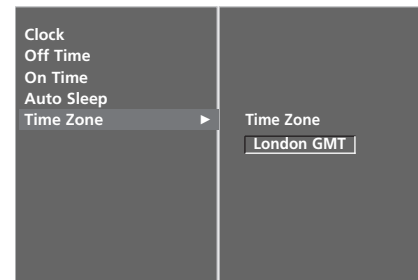 Clock
Off Time
On Time
Auto Sleep
Time Zone ►
Time Zone
London GMT